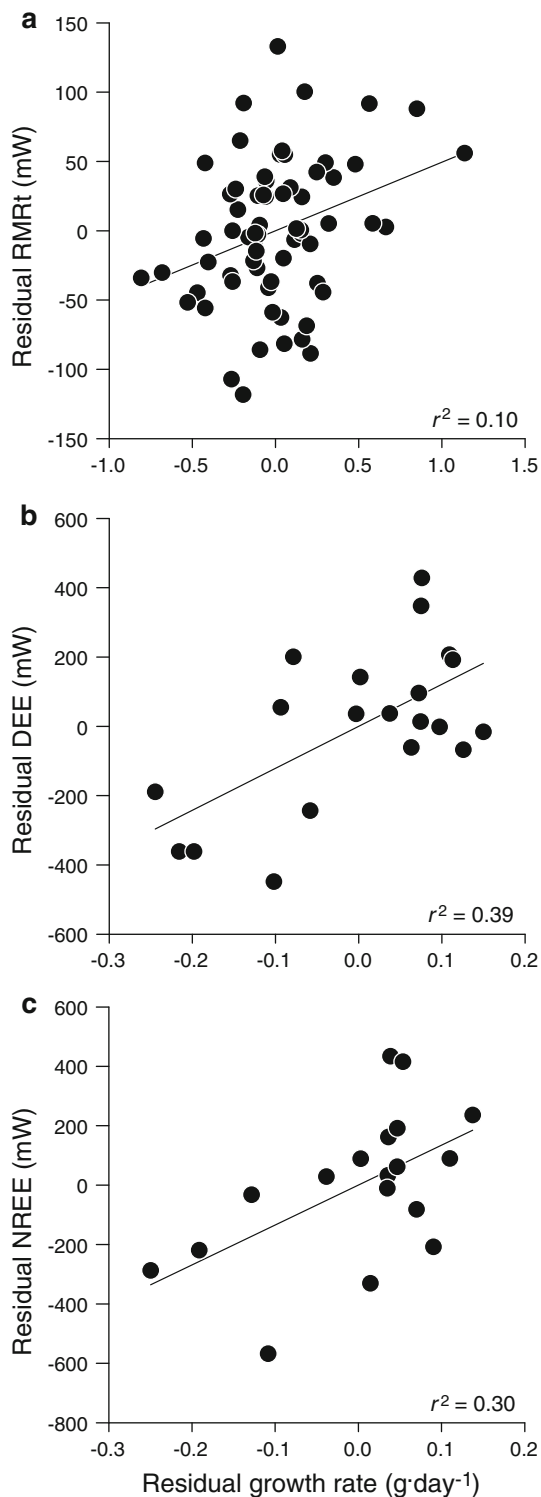 a
150
100
50
0
-50
-100
-150
Residual RMRt (mW)
r² = 0.10
-1.0 -0.5 0.0 0.5 1.0 1.5
b
600
400
200
0
-200
-400
-600
Residual DEE (mW)
r² = 0.39
-0.3 -0.2 -0.1 0.0 0.1 0.2
c
600
400
200
0
-200
-400
-600
-800
Residual NREE (mW)
r² = 0.30
-0.3 -0.2 -0.1 0.0 0.1 0.2
Residual growth rate (g·day⁻¹)